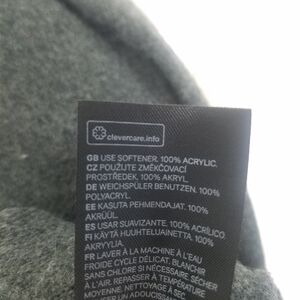 clevercare.info
GB USE SOFTENER. 100% ACRYLIC.
CZ POUŽIJTE ZMĚKČOVACÍ
PROSTŘEDEK. 100% AKRYL.
DE WEICHSPÜLER BENUTZEN. 100%
POLYACRYL.
EE KASUTA PEHMENDAJAT. 100%
AKRÜÜL.
ES USAR SUAVIZANTE. 100% ACRÍLICO.
FI KÄYTÄ HUUHTELUAINETTA. 100%
AKRYYLIA.
FR LAVER À LA MACHINE À L'EAU
FROIDE CYCLE DÉLICAT, BLANCHIR
SANS CHLORE SI NÉCESSAIRE, SÉCHER
À L'AIR, REPASSER À TEMPÉRATURE
MOYENNE, NETTOYAGE À SEC
UN ADOUCISSANT